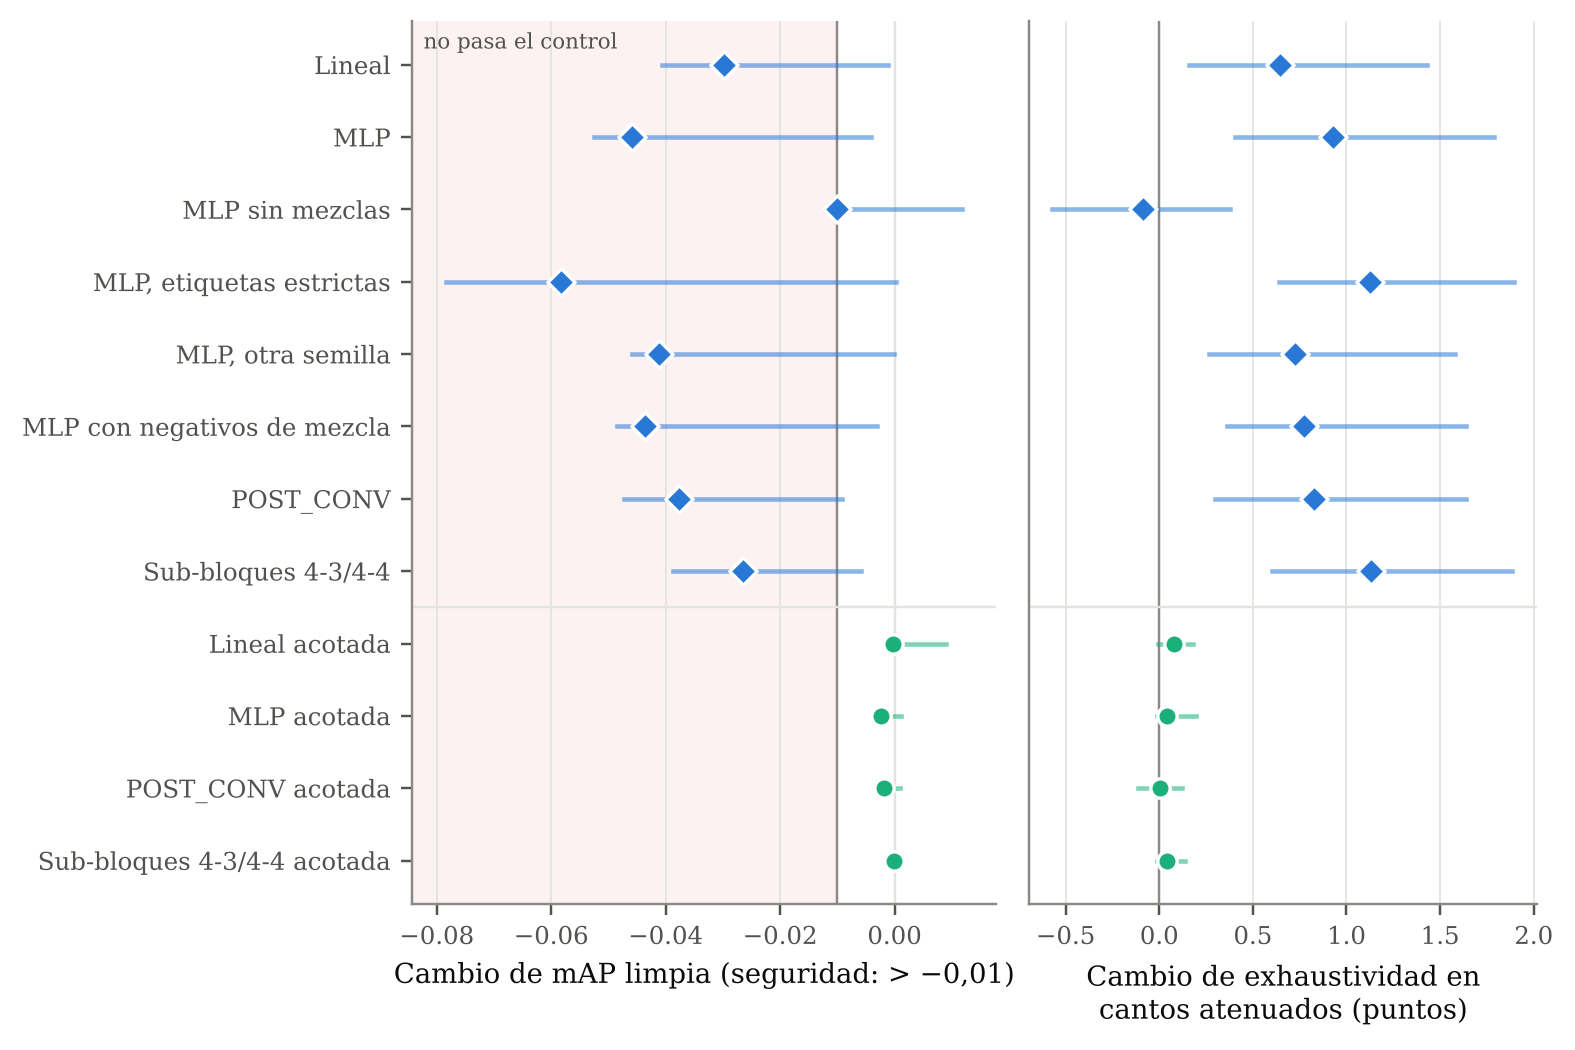 no pasa el control
Lineal
MLP
MLP sin mezclas
MLP, etiquetas estrictas
MLP, otra semilla
MLP con negativos de mezcla
POST_CONV
Sub-bloques 4-3/4-4
Lineal acotada
MLP acotada
POST_CONV acotada
Sub-bloques 4-3/4-4 acotada
−0.08 −0.06 −0.04 −0.02 0.00
Cambio de mAP limpia (seguridad: > −0,01)
−0.5 0.0 0.5 1.0 1.5 2.0
Cambio de exhaustividad en
cantos atenuados (puntos)